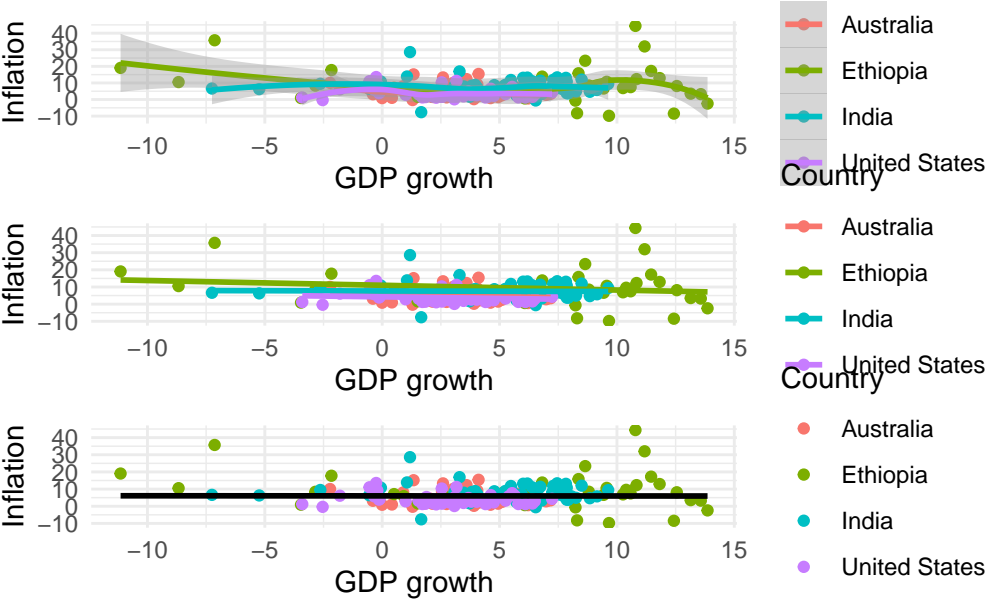 Inflation
40
30
20
10
0
−10
−10
−5
0
5
10
15
GDP growth
Australia
Ethiopia
India
United States
Country
Inflation
40
30
20
10
0
−10
−10
−5
0
5
10
15
GDP growth
Australia
Ethiopia
India
United States
Country
Inflation
40
30
20
10
0
−10
−10
−5
0
5
10
15
GDP growth
Australia
Ethiopia
India
United States